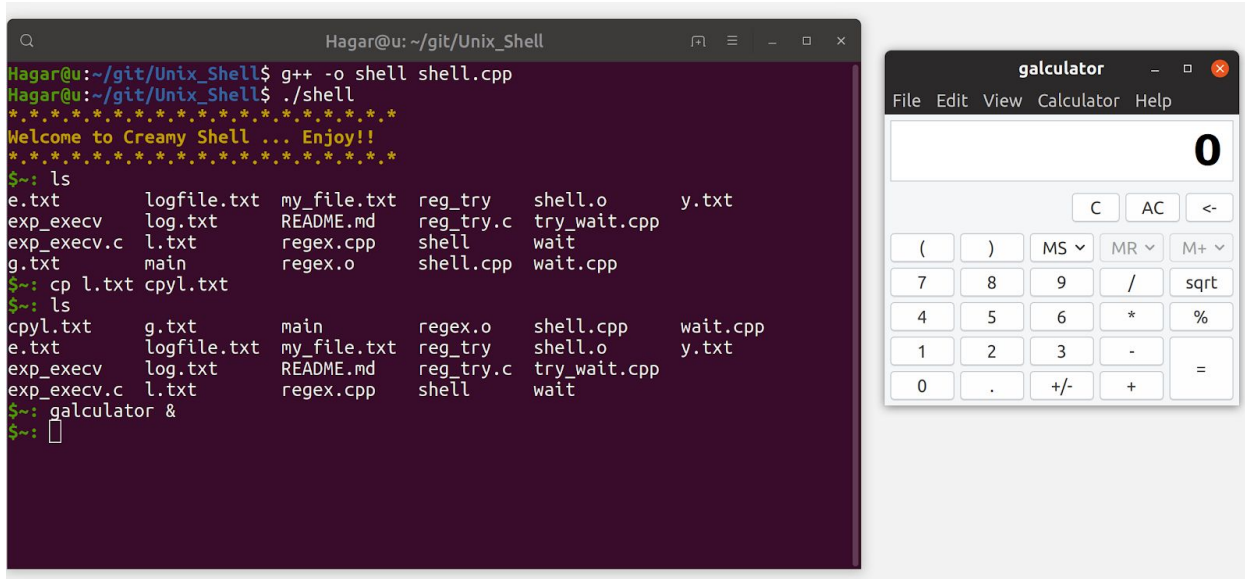 Hagar@u: ~/git/Unix_Shell
Hagar@u:~/git/Unix_Shell$ g++ -o shell shell.cpp
Hagar@u:~/git/Unix_Shell$ ./shell
*.*.*.*.*.*.*.*.*.*.*.*.*.*.*.*.*.*.*
Welcome to Creamy Shell ... Enjoy!!
*.*.*.*.*.*.*.*.*.*.*.*.*.*.*.*.*.*.*
$~: ls
e.txt logfile.txt my_file.txt reg_try shell.o y.txt
exp_execv log.txt README.md reg_try.c try_wait.cpp
exp_execv.c l.txt regex.cpp shell wait
g.txt main regex.o shell.cpp wait.cpp
$~: cp l.txt cpyl.txt
$~: ls
cpyl.txt g.txt main regex.o shell.cpp wait.cpp
e.txt logfile.txt my_file.txt reg_try shell.o y.txt
exp_execv log.txt README.md reg_try.c try_wait.cpp
exp_execv.c l.txt regex.cpp shell wait
$~: galculator &
$~:
galculator
File Edit View Calculator Help
0
C AC <-
( ) MS MR M+
7 8 9 / sqrt
4 5 6 * %
1 2 3 - =
0 . +/- +